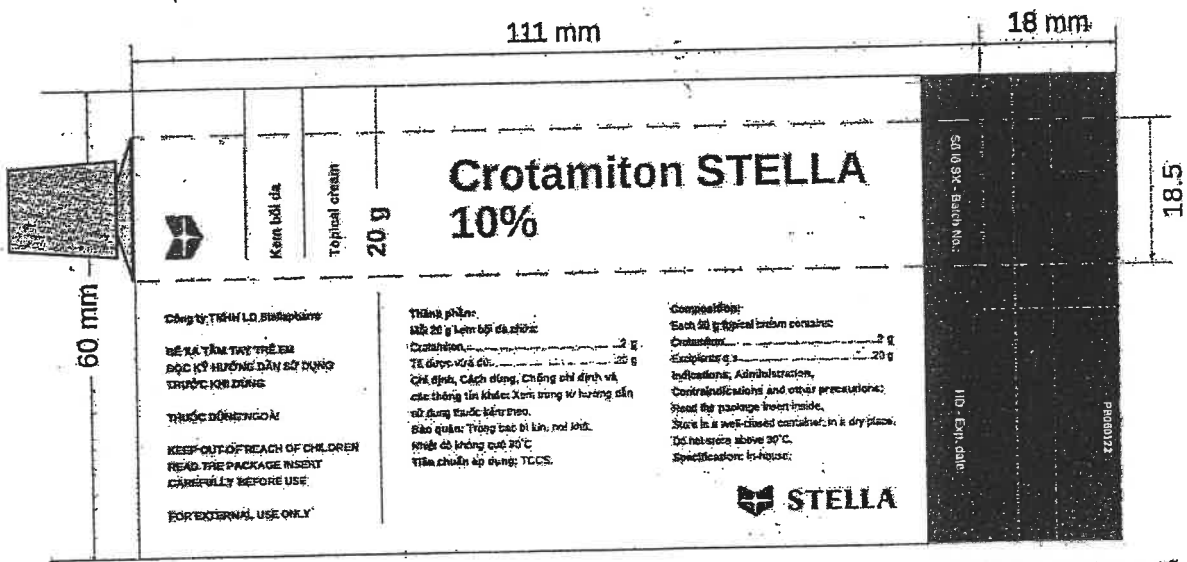 111 mm
18 mm
60 mm
18.5
Kem bôi da
Topical cream
20 g
Crotamiton STELLA
10%
Số lô SX - Batch No.:
HD - Exp. date:
PB060122
Công ty TNHH LD Stellapharm
ĐỂ XA TẦM TAY TRẺ EM
ĐỌC KỸ HƯỚNG DẪN SỬ DỤNG
TRƯỚC KHI DÙNG
THUỐC DÙNG NGOÀI
KEEP OUT OF REACH OF CHILDREN
READ THE PACKAGE INSERT
CAREFULLY BEFORE USE
FOR EXTERNAL USE ONLY
Thành phần:
Mỗi 20 g kem bôi da chứa:
Crotamiton 2 g
Tá dược vừa đủ 20 g
Chỉ định, Cách dùng, Chống chỉ định và
các thông tin khác: Xem trong tờ hướng dẫn
sử dụng thuốc kèm theo.
Bảo quản: Trong bao bì kín, nơi khô.
Nhiệt độ không quá 30°C
Tiêu chuẩn áp dụng: TCCS.
Composition:
Each 20 g topical cream contains:
Crotamiton 2 g
Excipients q.s 20 g
Indications, Administration,
Contraindications and other precautions:
Read the package insert inside.
Store in a well-closed container, in a dry place.
Do not store above 30°C.
Specification: In-house.
STELLA